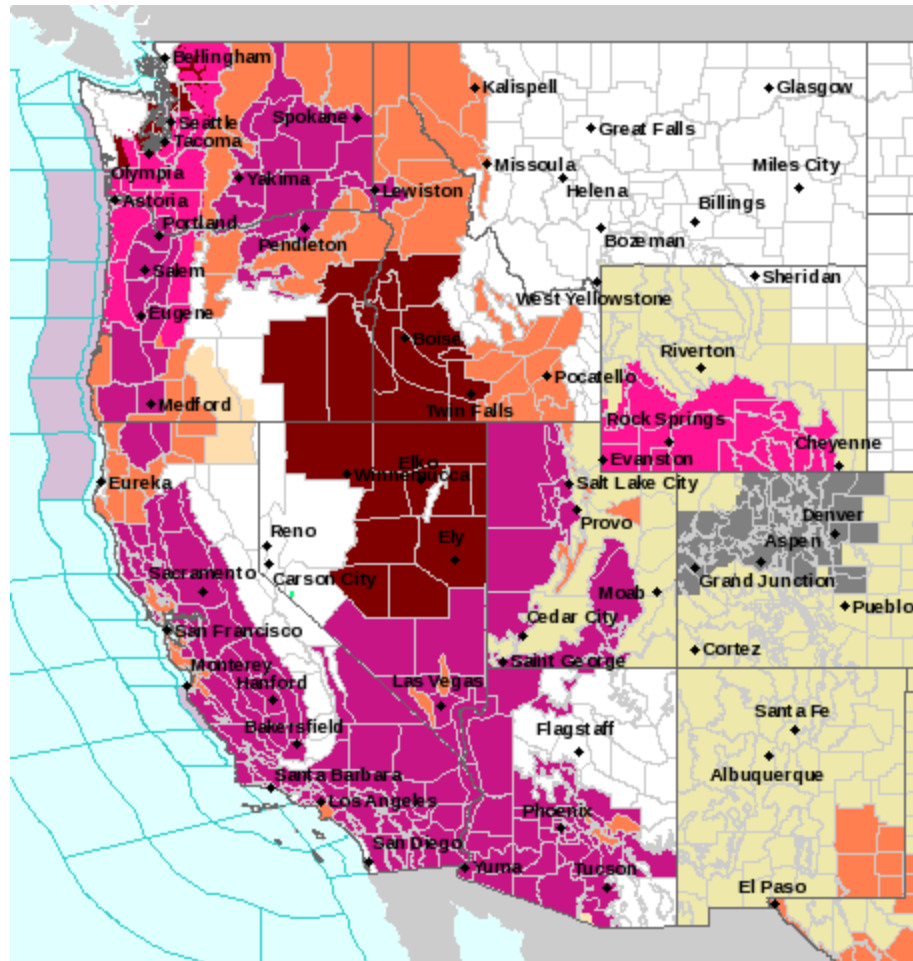 Bellingham
Kalispell
Glasgow
Spokane
Seattle
Great Falls
Tacoma
Missoula
Miles City
Olympia
Yakima
Helena
Lewiston
Astoria
Billings
Portland
Pendleton
Bozeman
Salem
Sheridan
West Yellowstone
Eugene
Boise
Riverton
Pocatello
Medford
Twin Falls
Rock Springs
Cheyenne
Elko
Evanston
Winnemucca
Eureka
Salt Lake City
Denver
Provo
Reno
Ely
Aspen
Sacramento
Carson City
Grand Junction
Moab
Pueblo
Cedar City
San Francisco
Cortez
Saint George
Monterey
Hanford
Las Vegas
Santa Fe
Bakersfield
Flagstaff
Albuquerque
Santa Barbara
Los Angeles
Phoenix
San Diego
Yuma
Tucson
El Paso